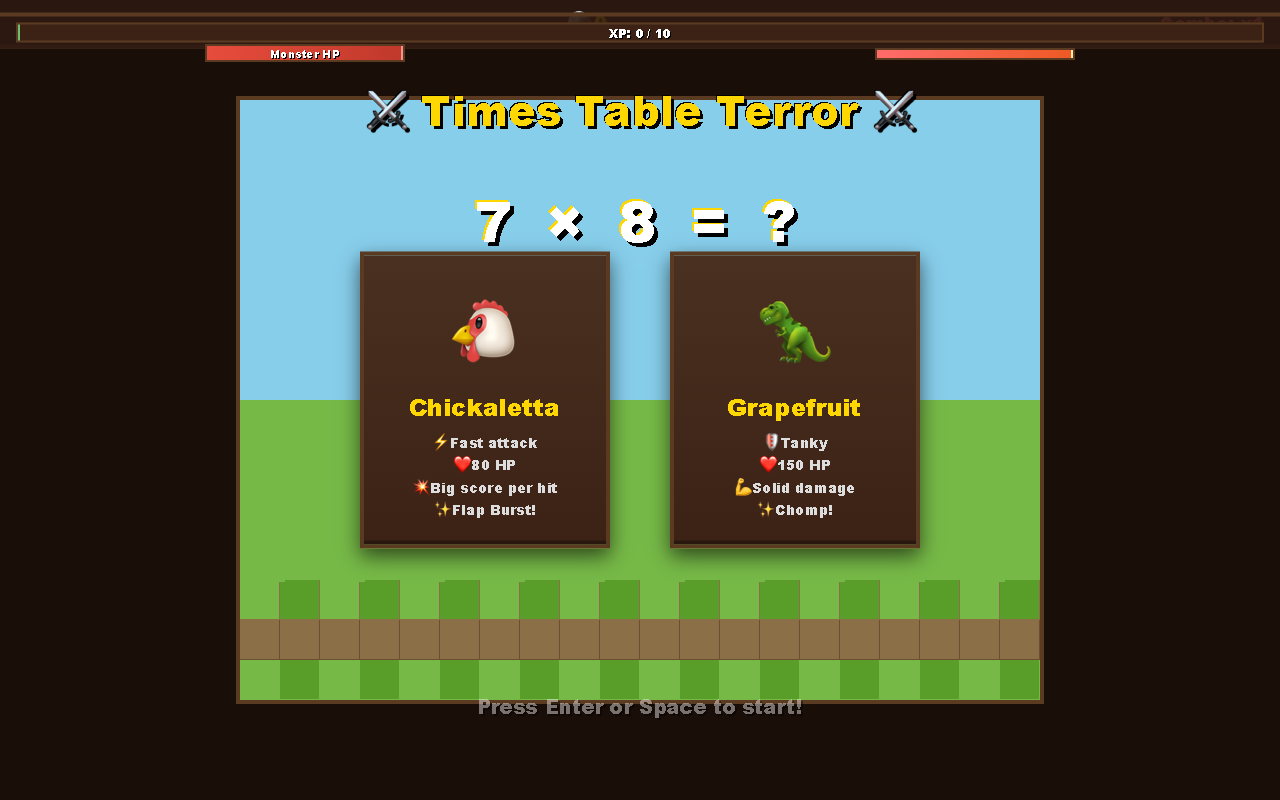 XP: 0 / 10
Monster HP
Times Table Terror
7 × 8 = ?
Chickaletta
Fast attack
80 HP
Big score per hit
Flap Burst!
Grapefruit
Tanky
150 HP
Solid damage
Chomp!
Press Enter or Space to start!